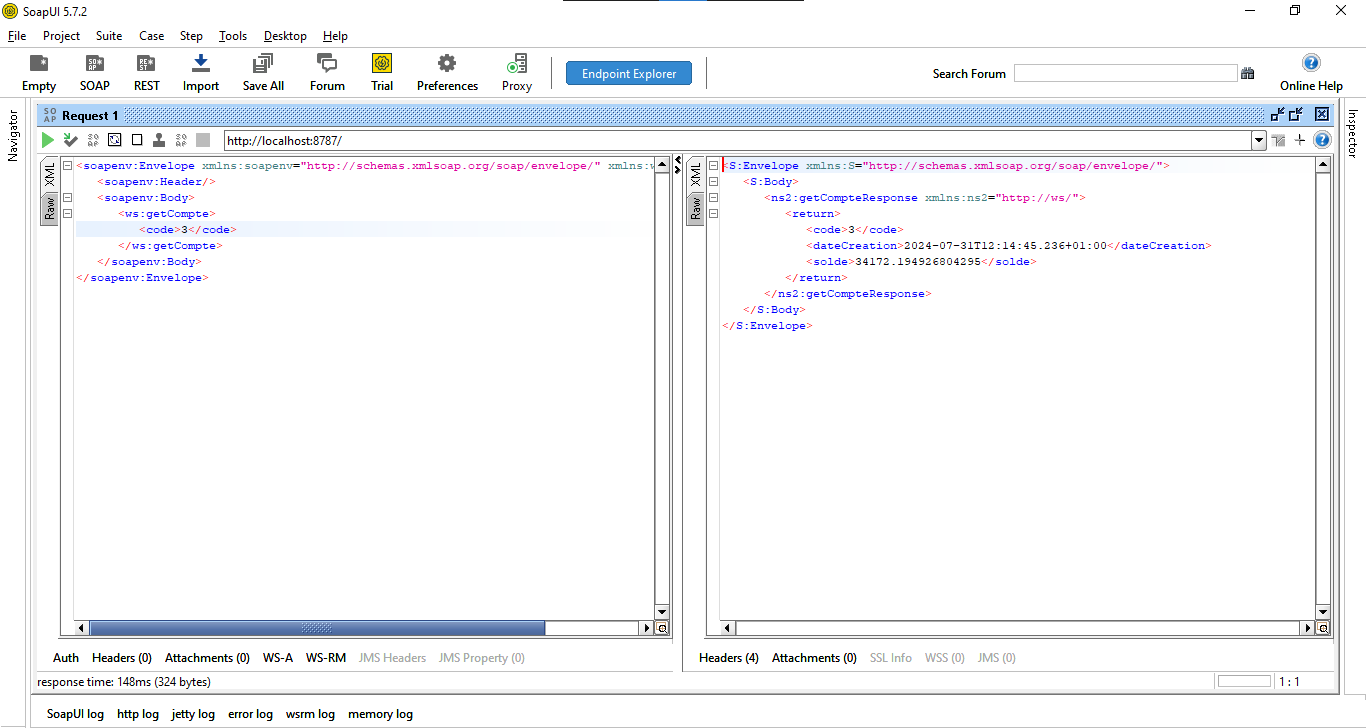 SoapUI 5.7.2
File Project Suite Case Step Tools Desktop Help
Empty SOAP REST Import Save All Forum Trial Preferences Proxy Endpoint Explorer Search Forum Online Help
Navigator
Inspector
SO AP Request 1
http://localhost:8787/
XML
Raw
<soapenv:Envelope xmlns:soapenv="http://schemas.xmlsoap.org/soap/envelope/" xmlns:w
<soapenv:Header/>
<soapenv:Body>
<ws:getCompte>
<code>3</code>
</ws:getCompte>
</soapenv:Body>
</soapenv:Envelope>
XML
Raw
<S:Envelope xmlns:S="http://schemas.xmlsoap.org/soap/envelope/">
<S:Body>
<ns2:getCompteResponse xmlns:ns2="http://ws/">
<return>
<code>3</code>
<dateCreation>2024-07-31T12:14:45.236+01:00</dateCreation>
<solde>34172.194926804295</solde>
</return>
</ns2:getCompteResponse>
</S:Body>
</S:Envelope>
Auth Headers (0) Attachments (0) WS-A WS-RM JMS Headers JMS Property (0)
Headers (4) Attachments (0) SSL Info WSS (0) JMS (0)
response time: 148ms (324 bytes)
1 : 1
SoapUI log http log jetty log error log wsrm log memory log